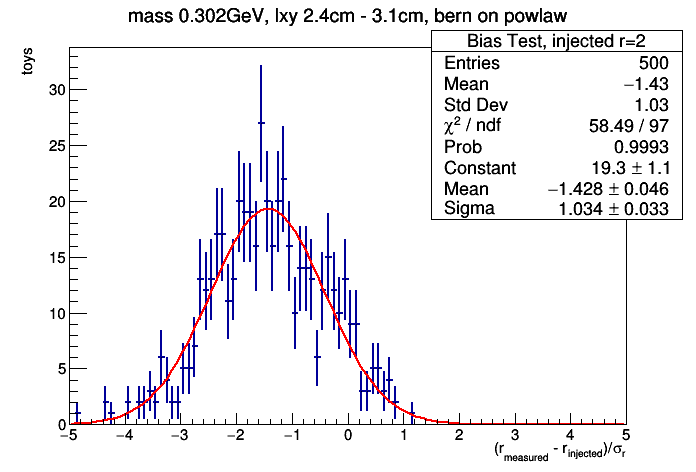 mass 0.302GeV, lxy 2.4cm - 3.1cm, bern on powlaw
toys
Bias Test, injected r=2
Entries 500
Mean −1.43
Std Dev 1.03
χ² / ndf 58.49 / 97
Prob 0.9993
Constant 19.3 ± 1.1
Mean −1.428 ± 0.046
Sigma 1.034 ± 0.033
30
25
20
15
10
5
0
−5 −4 −3 −2 −1 0 1 2 3 4 5
(r_measured - r_injected)/σ_r